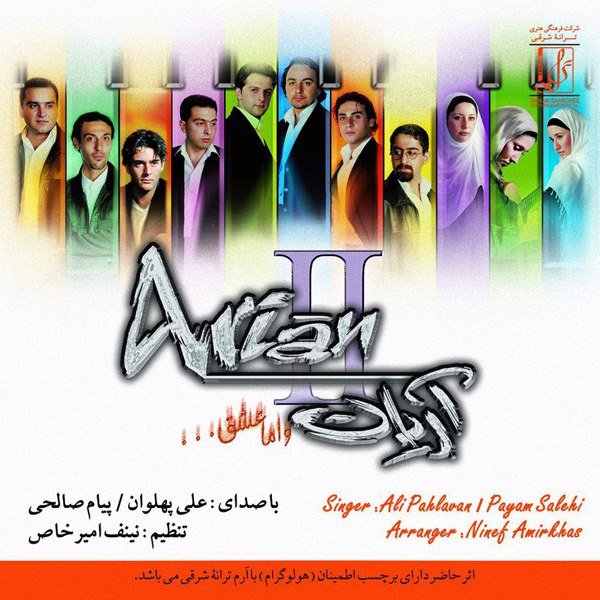 شرکت فرهنگی هنری
ترانهٔ شرقی
Arian II
آریان
و اما عشق...
با صدای : علی پهلوان / پیام صالحی
Singer : Ali Pahlavan / Payam Salehi
تنظیم : نینف امیرخاص
Arranger : Ninef Amirkhas
اثر حاضر دارای برچسب اطمینان (هولوگرام) با آرم ترانهٔ شرقی می باشد.